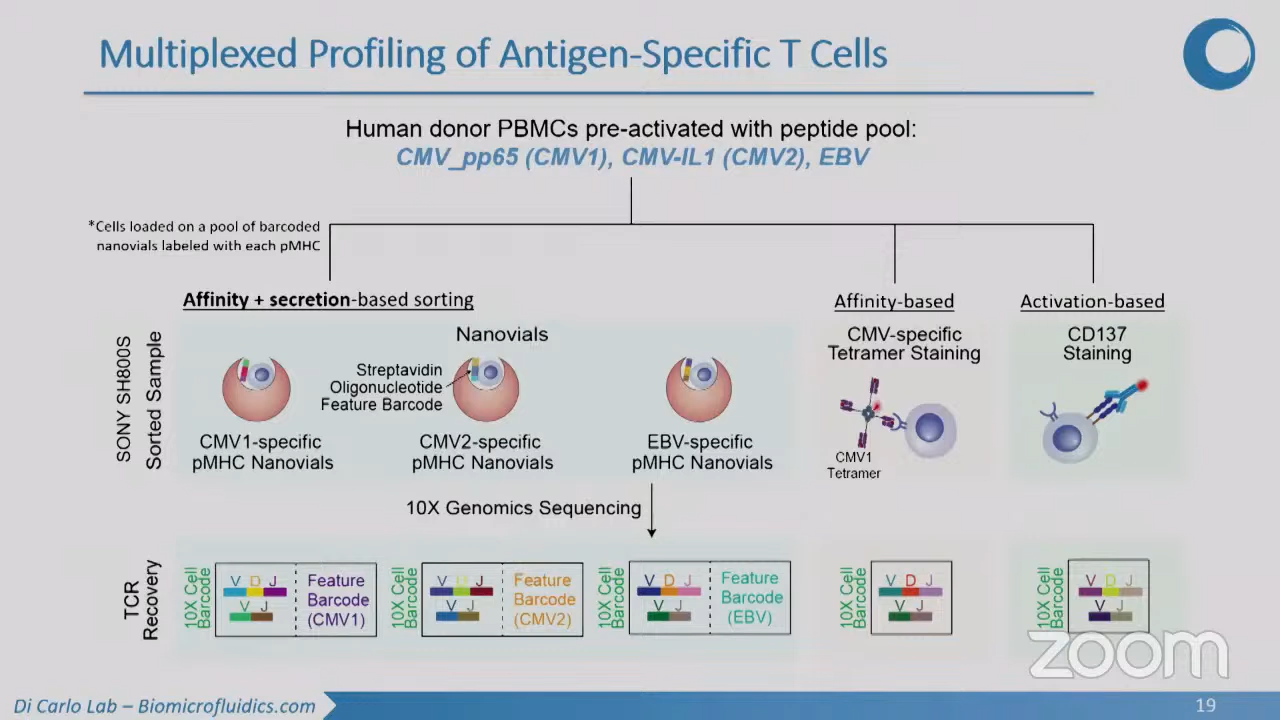 Multiplexed Profiling of Antigen-Specific T Cells
Human donor PBMCs pre-activated with peptide pool:
CMV_pp65 (CMV1), CMV-IL1 (CMV2), EBV
*Cells loaded on a pool of barcoded
nanovials labeled with each pMHC
Affinity + secretion-based sorting
Affinity-based
Activation-based
SONY SH800S
Sorted Sample
Nanovials
Streptavidin
Oligonucleotide
Feature Barcode
CMV1-specific
pMHC Nanovials
CMV2-specific
pMHC Nanovials
EBV-specific
pMHC Nanovials
CMV-specific
Tetramer Staining
CMV1
Tetramer
CD137
Staining
10X Genomics Sequencing
TCR
Recovery
10X Cell
Barcode
V D J
V J
Feature
Barcode
(CMV1)
10X Cell
Barcode
V D J
V J
Feature
Barcode
(CMV2)
10X Cell
Barcode
V D J
V J
Feature
Barcode
(EBV)
10X Cell
Barcode
V D J
V J
10X Cell
Barcode
V D J
V J
zoom
Di Carlo Lab – Biomicrofluidics.com
19